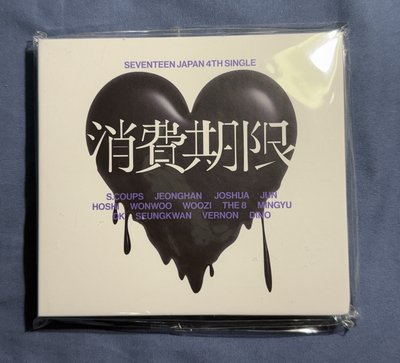 SEVENTEEN JAPAN 4TH SINGLE
消費期限
S.COUPS JEONGHAN JOSHUA JUN
HOSHI WONWOO WOOZI THE 8 MINGYU
DK SEUNGKWAN VERNON DINO